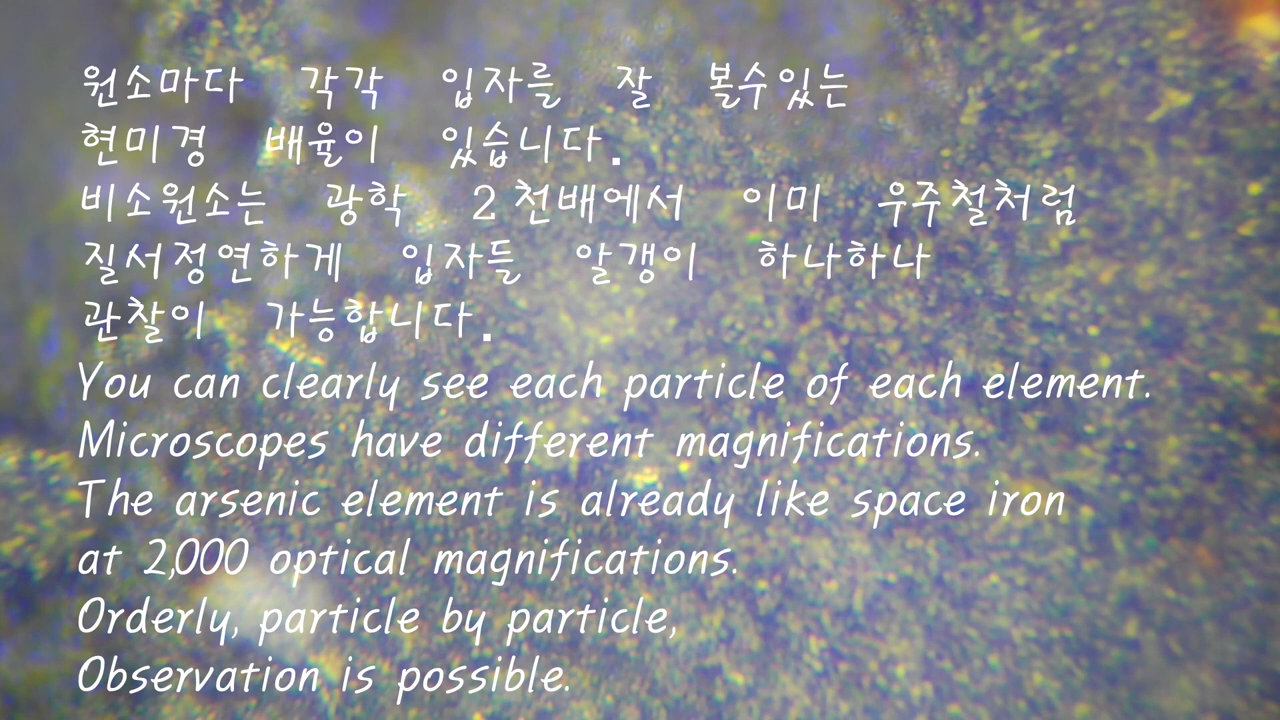 원소마다 각각 입자를 잘 볼수있는
현미경 배율이 있습니다.
비소원소는 광학 2천배에서 이미 우주철처럼
질서정연하게 입자들 알갱이 하나하나
관찰이 가능합니다.
You can clearly see each particle of each element.
Microscopes have different magnifications.
The arsenic element is already like space iron
at 2,000 optical magnifications.
Orderly, particle by particle,
Observation is possible.